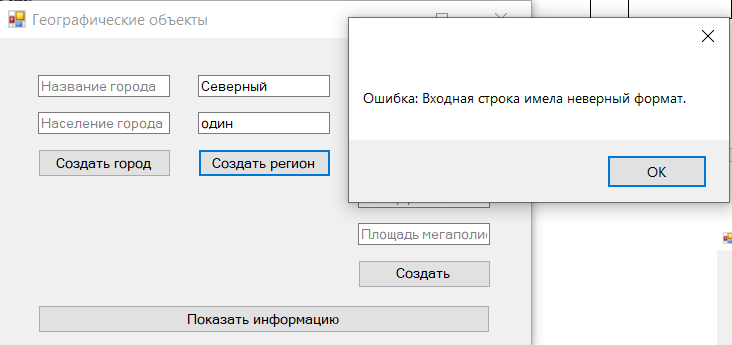 Географические объекты
Название города
Северный
Население города
один
Создать город
Создать регион
Площадь мегаполи
Создать
Показать информацию
Ошибка: Входная строка имела неверный формат.
ОК